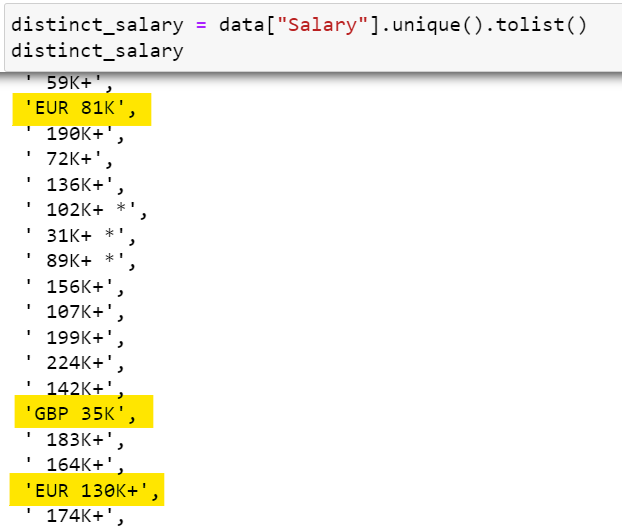 distinct_salary = data["Salary"].unique().tolist()
distinct_salary
' 59K+',
'EUR 81K',
' 190K+',
' 72K+',
' 136K+',
' 102K+ *',
' 31K+ *',
' 89K+ *',
' 156K+',
' 107K+',
' 199K+',
' 224K+',
' 142K+',
'GBP 35K',
' 183K+',
' 164K+',
'EUR 130K+',
' 174K+',